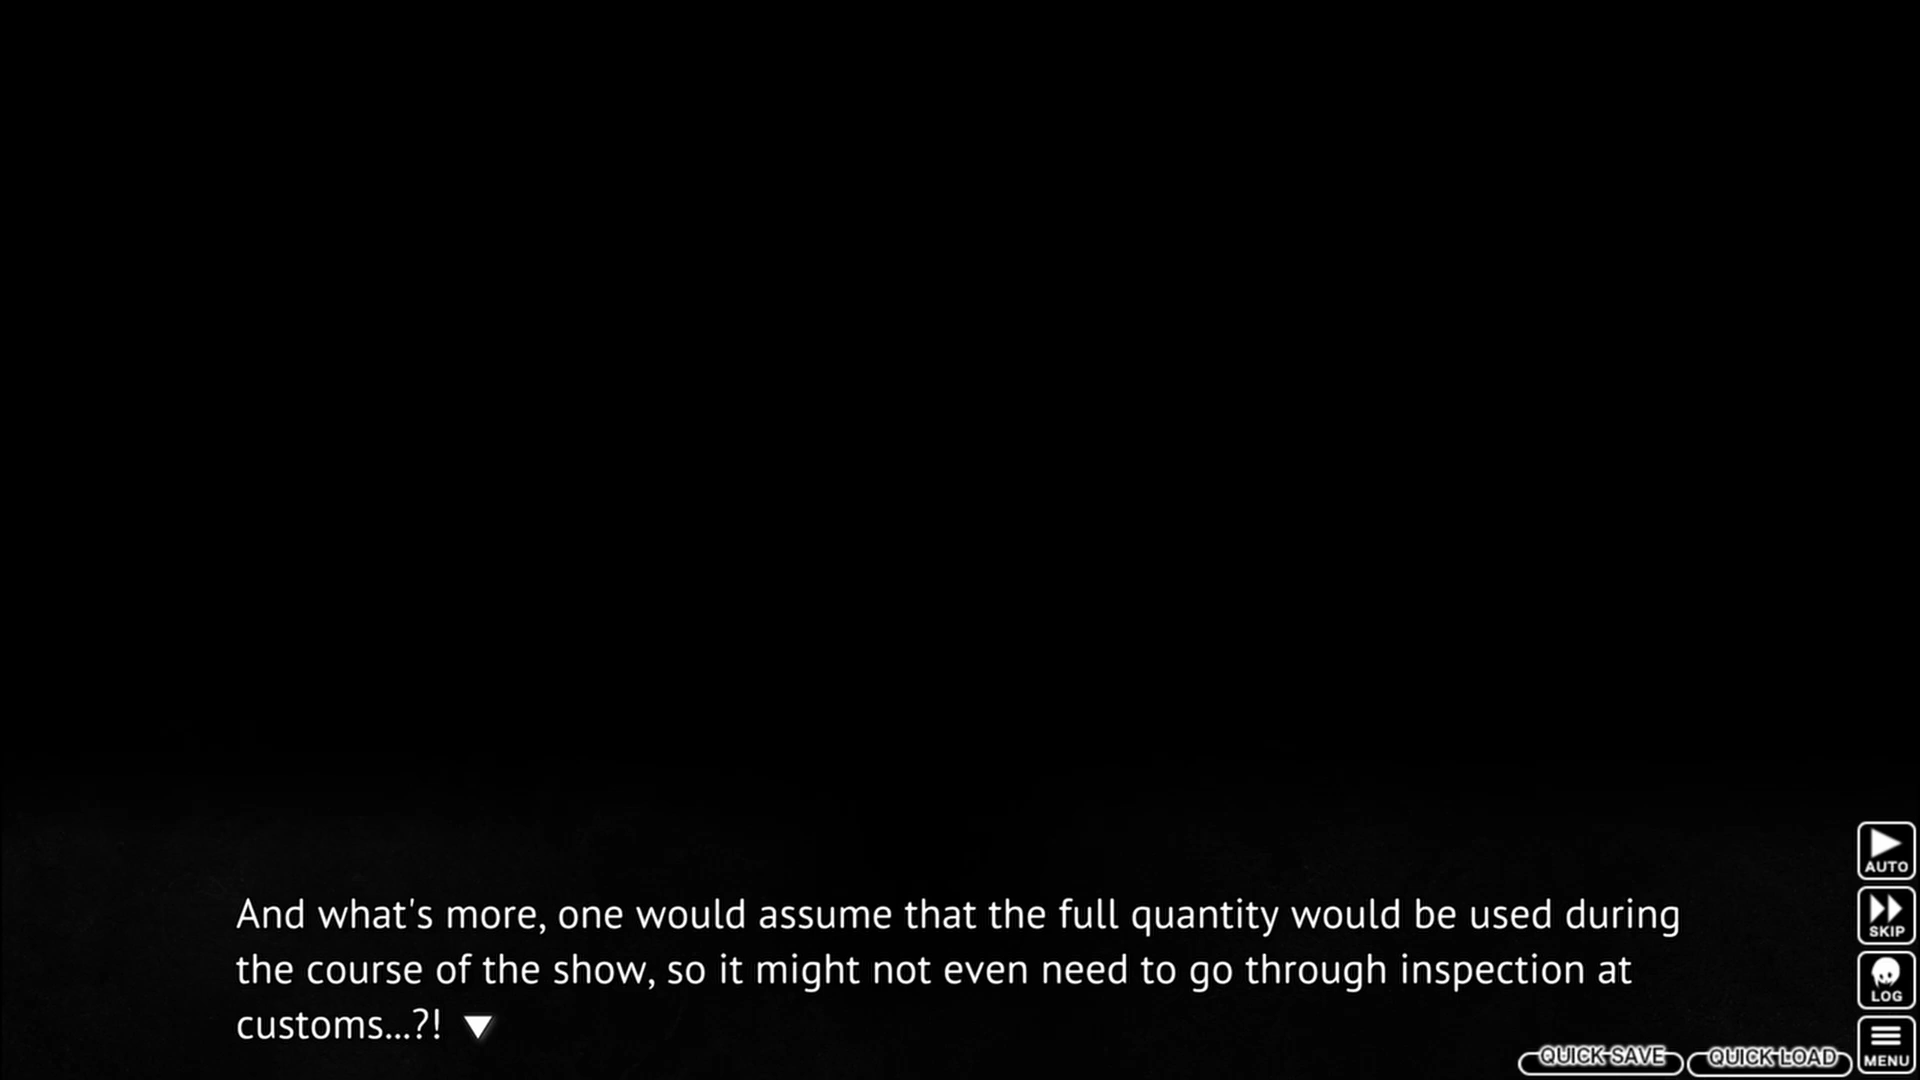 And what's more, one would assume that the full quantity would be used during
the course of the show, so it might not even need to go through inspection at
customs...?!
AUTO
SKIP
LOG
MENU
QUICK SAVE
QUICK LOAD